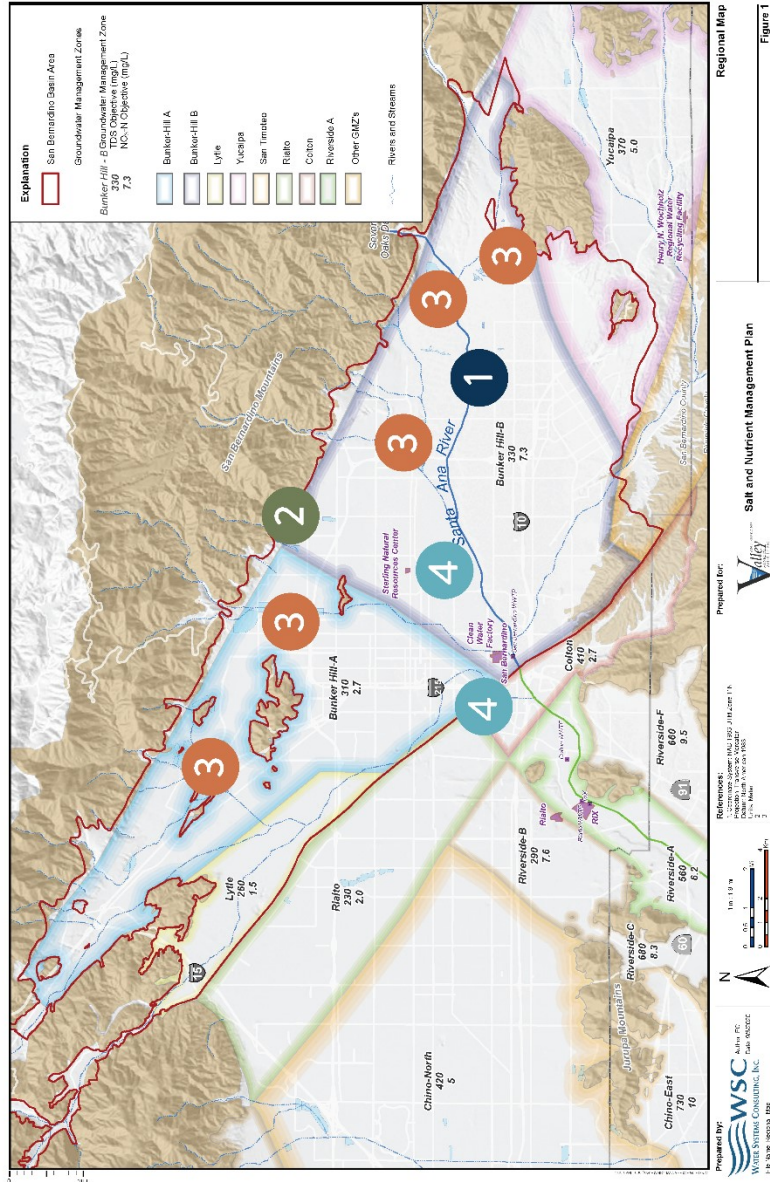 Explanation
San Bernardino Basin Area
Groundwater Management Zones
Bunker Hill - B Groundwater Management Zone
330 TDS Objective (mg/L)
7.3 NO₃-N Objective (mg/L)
Bunker-Hill A
Bunker-Hill B
Lytle
Yucaipa
San Timoteo
Rialto
Colton
Riverside A
Other GMZ's
Rivers and Streams
San Bernardino Mountains
Seven
Oaks
2
3
3
3
3
3
1
4
4
Santa Ana River
Sterling Natural
Resources Center
Clean
Water
Factory
San Bernardino
Bunker Hill-A
310
2.7
Bunker Hill-B
330
7.3
Lytle
260
1.5
Rialto
230
2.0
Chino-North
420
5
Chino-East
730
10
Jurupa Mountains
Riverside-C
680
8.3
Riverside-B
290
7.6
Riverside-A
560
6.2
Riverside-F
660
9.5
Colton
410
2.7
Yucaipa
370
5.0
Henry N. Wochholz
Regional Water
Recycling Facility
San Bernardino County
Rialto
RIX
15
215
10
60
91
Prepared by:
WSC
WATER SYSTEMS CONSULTING, INC.
N
References:
Prepared for:
Valley
Salt and Nutrient Management Plan
Regional Map
Figure 1